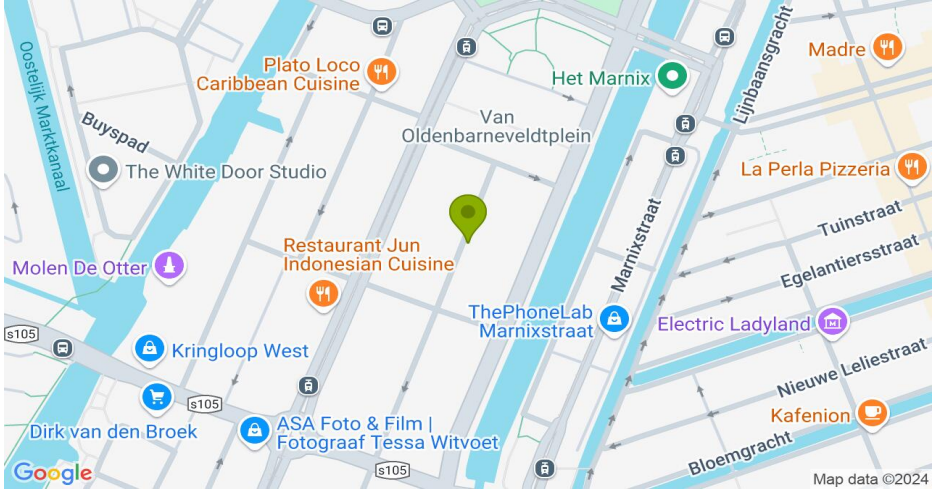 Oostelijk Marktkanaal
Buyspad
Plato Loco
Caribbean Cuisine
Van
Oldenbarneveldtplein
Het Marnix
Lijnbaansgracht
Madre
The White Door Studio
La Perla Pizzeria
Tuinstraat
Egelantiersstraat
Marnixstraat
Restaurant Jun
Indonesian Cuisine
Molen De Otter
ThePhoneLab
Marnixstraat
Electric Ladyland
s105
Kringloop West
s105
Dirk van den Broek
ASA Foto & Film |
Fotograaf Tessa Witvoet
s105
Nieuwe Leliestraat
Kafenion
Bloemgracht
Google
Map data ©2024